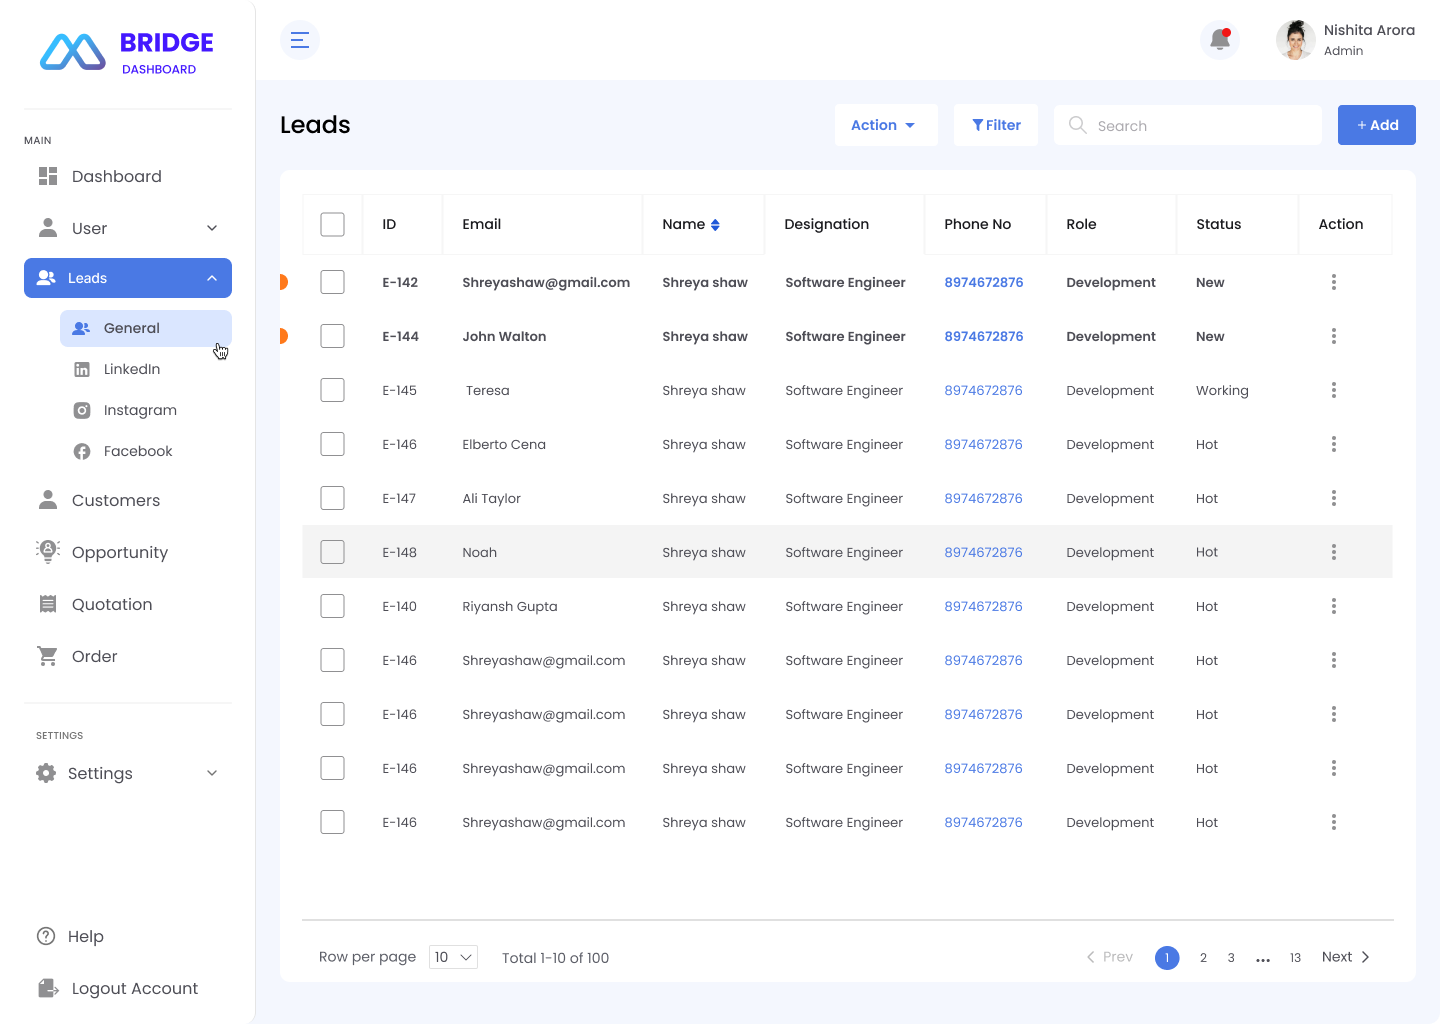 BRIDGE
DASHBOARD
Nishita Arora
Admin
MAIN
Dashboard
User
Leads
General
LinkedIn
Instagram
Facebook
Customers
Opportunity
Quotation
Order
SETTINGS
Settings
Help
Logout Account
Leads
Action
Filter
Search
+ Add
ID Email Name Designation Phone No Role Status Action
E-142 Shreyashaw@gmail.com Shreya shaw Software Engineer 8974672876 Development New
E-144 John Walton Shreya shaw Software Engineer 8974672876 Development New
E-145 Teresa Shreya shaw Software Engineer 8974672876 Development Working
E-146 Elberto Cena Shreya shaw Software Engineer 8974672876 Development Hot
E-147 Ali Taylor Shreya shaw Software Engineer 8974672876 Development Hot
E-148 Noah Shreya shaw Software Engineer 8974672876 Development Hot
E-140 Riyansh Gupta Shreya shaw Software Engineer 8974672876 Development Hot
E-146 Shreyashaw@gmail.com Shreya shaw Software Engineer 8974672876 Development Hot
E-146 Shreyashaw@gmail.com Shreya shaw Software Engineer 8974672876 Development Hot
E-146 Shreyashaw@gmail.com Shreya shaw Software Engineer 8974672876 Development Hot
E-146 Shreyashaw@gmail.com Shreya shaw Software Engineer 8974672876 Development Hot
Row per page 10 Total 1-10 of 100
Prev 1 2 3 ... 13 Next